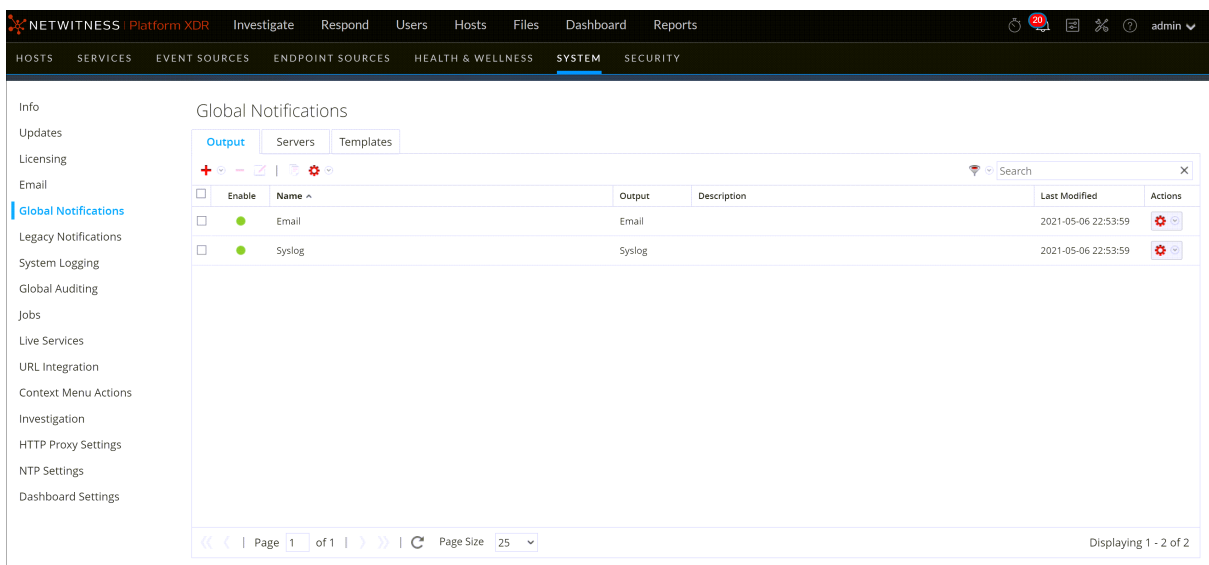 NETWITNESS | Platform XDR Investigate Respond Users Hosts Files Dashboard Reports 20 admin
HOSTS SERVICES EVENT SOURCES ENDPOINT SOURCES HEALTH & WELLNESS SYSTEM SECURITY
Info
Updates
Licensing
Email
Global Notifications
Legacy Notifications
System Logging
Global Auditing
Jobs
Live Services
URL Integration
Context Menu Actions
Investigation
HTTP Proxy Settings
NTP Settings
Dashboard Settings
Global Notifications
Output Servers Templates
Search
Enable Name Output Description Last Modified Actions
Email Email 2021-05-06 22:53:59
Syslog Syslog 2021-05-06 22:53:59
Page 1 of 1 Page Size 25 Displaying 1 - 2 of 2